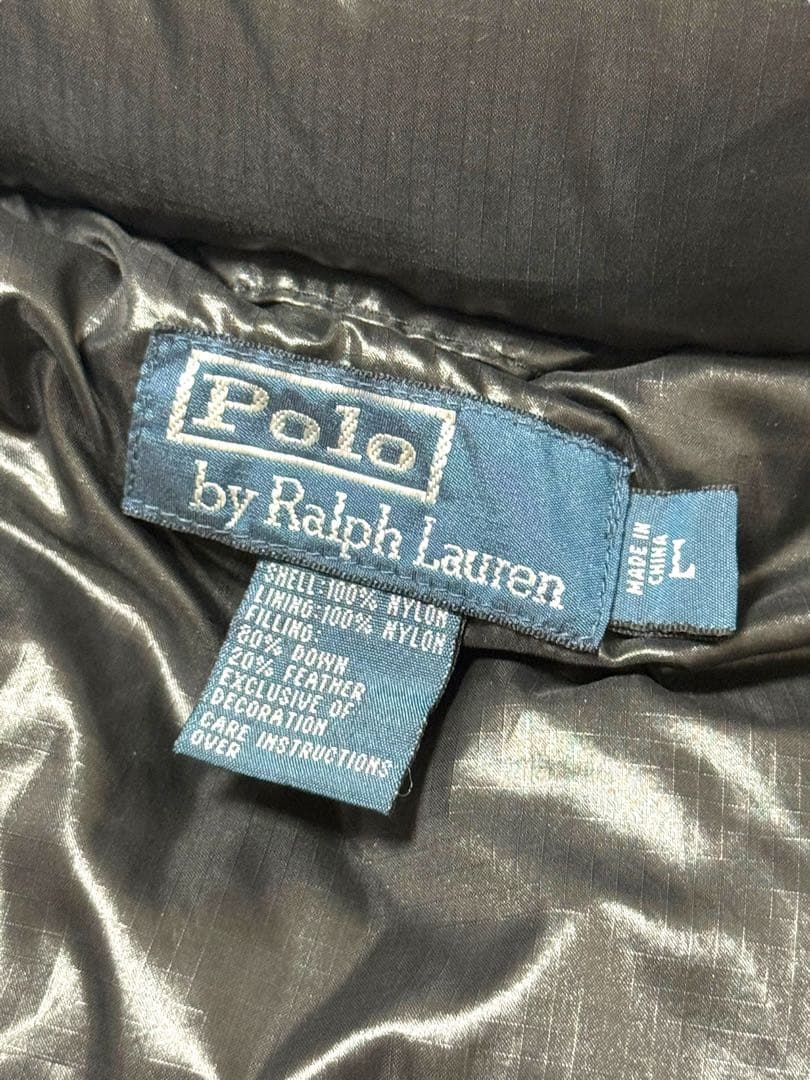 Polo
by Ralph Lauren
MADE IN
CHINA
L
SHELL:100% NYLON
LINING:100% NYLON
FILLING:
80% DOWN
20% FEATHER
EXCLUSIVE OF
DECORATION
CARE INSTRUCTIONS
OVER